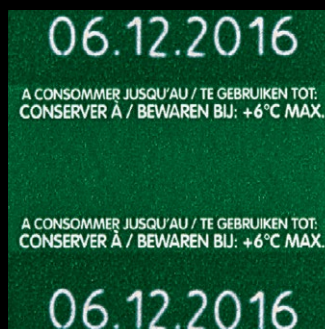 06.12.2016
A CONSOMMER JUSQU'AU / TE GEBRUIKEN TOT:
CONSERVER À / BEWAREN BIJ: +6°C MAX.
A CONSOMMER JUSQU'AU / TE GEBRUIKEN TOT:
CONSERVER À / BEWAREN BIJ: +6°C MAX.
06.12.2016